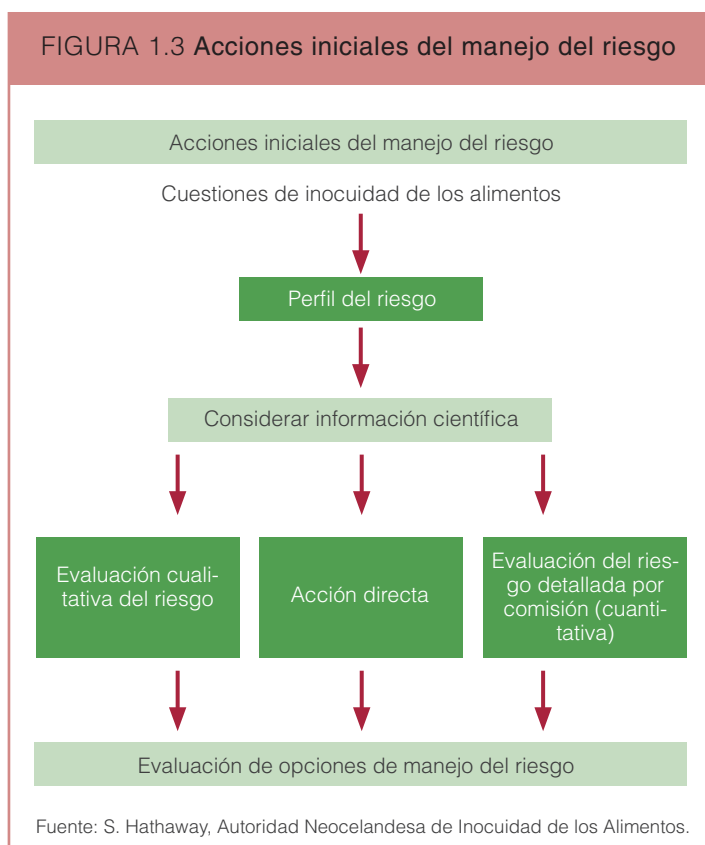 FIGURA 1.3 Acciones iniciales del manejo del riesgo
Acciones iniciales del manejo del riesgo
Cuestiones de inocuidad de los alimentos
Perfil del riesgo
Considerar información científica
Evaluación cuali-
tativa del riesgo
Acción directa
Evaluación del ries-
go detallada por
comisión (cuanti-
tativa)
Evaluación de opciones de manejo del riesgo
Fuente: S. Hathaway, Autoridad Neocelandesa de Inocuidad de los Alimentos.